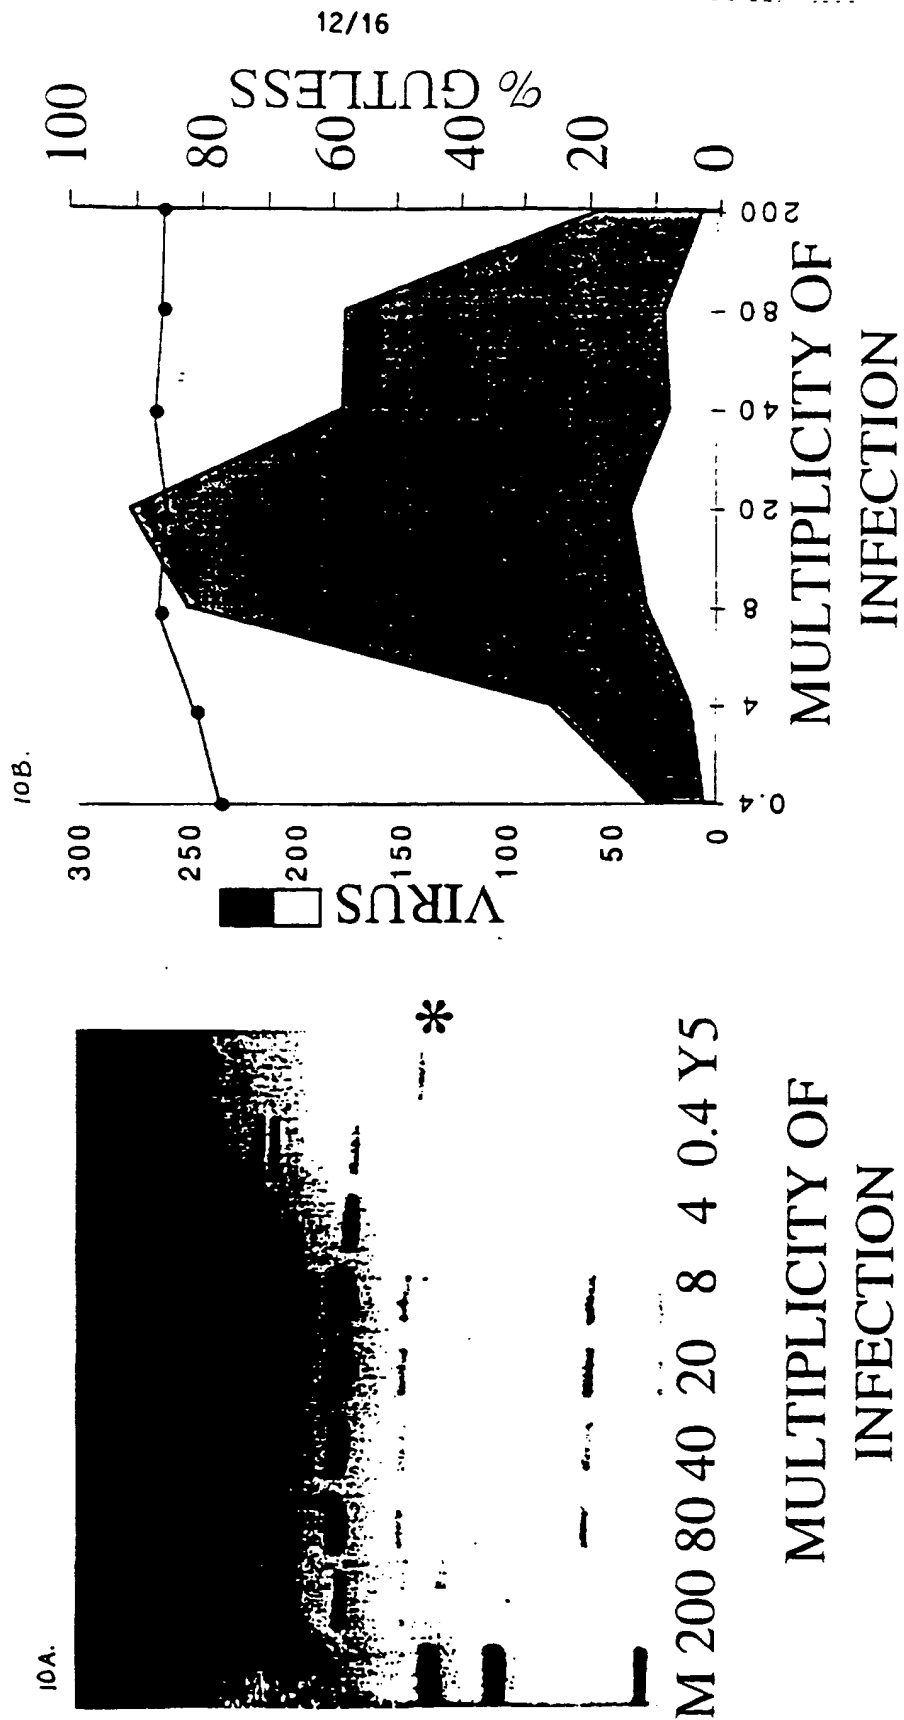 12/16
10A.
*
M 200 80 40 20 8 4 0.4 Y5
MULTIPLICITY OF
INFECTION
10B.
300
250
200
150
100
50
0
VIRUS
100
80
60
40
20
0
% GUTLESS
0.4 4 8 20 40 80 200
MULTIPLICITY OF
INFECTION